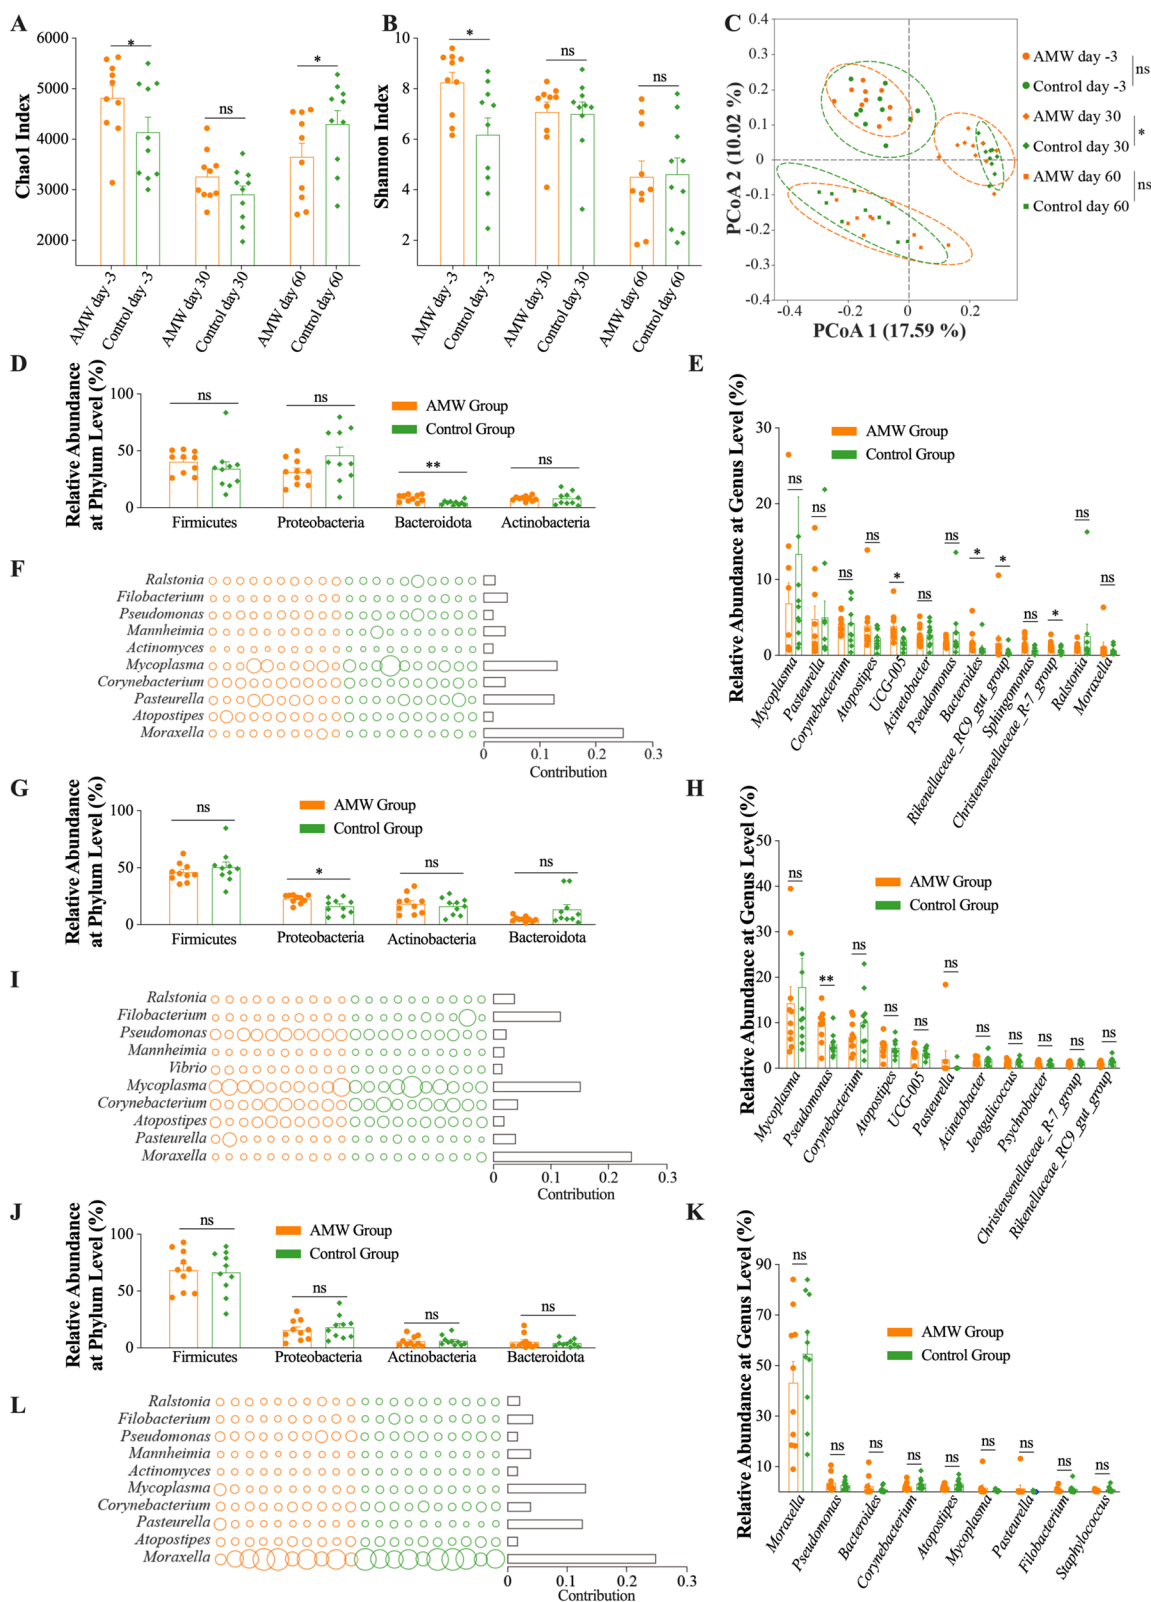 A
Chao1 Index
6000
5000
4000
3000
2000
*
ns
*
AMW day -3
Control day -3
AMW day 30
Control day 30
AMW day 60
Control day 60
B
Shannon Index
10
8
6
4
2
*
ns
ns
AMW day -3
Control day -3
AMW day 30
Control day 30
AMW day 60
Control day 60
C
PCoA 2 (10.02 %)
0.4
0.3
0.2
0.1
0
-0.1
-0.2
-0.3
-0.4
-0.4
-0.2
0
0.2
PCoA 1 (17.59 %)
AMW day -3
Control day -3
ns
AMW day 30
Control day 30
*
AMW day 60
Control day 60
ns
D
Relative Abundance
at Phylum Level (%)
100
50
0
ns
ns
**
ns
AMW Group
Control Group
Firmicutes
Proteobacteria
Bacteroidota
Actinobacteria
E
Relative Abundance at Genus Level (%)
30
20
10
0
AMW Group
Control Group
ns
ns
ns
ns
*
ns
ns
*
*
ns
*
ns
ns
Mycoplasma
Pasteurella
Corynebacterium
Atopostipes
UCG-005
Acinetobacter
Pseudomonas
Bacteroides
Rikenellaceae_RC9_gut_group
Sphingomonas
Christensenellaceae_R-7_group
Ralstonia
Moraxella
F
Ralstonia
Filobacterium
Pseudomonas
Mannheimia
Actinomyces
Mycoplasma
Corynebacterium
Pasteurella
Atopostipes
Moraxella
0
0.1
0.2
0.3
Contribution
G
Relative Abundance
at Phylum Level (%)
100
50
0
ns
*
ns
ns
AMW Group
Control Group
Firmicutes
Proteobacteria
Actinobacteria
Bacteroidota
H
Relative Abundance at Genus Level (%)
50
40
30
20
10
0
AMW Group
Control Group
ns
**
ns
ns
ns
ns
ns
ns
ns
ns
ns
Mycoplasma
Pseudomonas
Corynebacterium
Atopostipes
UCG-005
Pasteurella
Acinetobacter
Jeotgalicoccus
Psychrobacter
Christensenellaceae_R-7_group
Rikenellaceae_RC9_gut_group
I
Ralstonia
Filobacterium
Pseudomonas
Mannheimia
Vibrio
Mycoplasma
Corynebacterium
Atopostipes
Pasteurella
Moraxella
0
0.1
0.2
0.3
Contribution
J
Relative Abundance
at Phylum Level (%)
100
50
0
ns
ns
ns
ns
AMW Group
Control Group
Firmicutes
Proteobacteria
Actinobacteria
Bacteroidota
K
Relative Abundance at Genus Level (%)
90
70
50
30
10
AMW Group
Control Group
ns
ns
ns
ns
ns
ns
ns
ns
ns
Moraxella
Pseudomonas
Bacteroides
Corynebacterium
Atopostipes
Mycoplasma
Pasteurella
Filobacterium
Staphylococcus
L
Ralstonia
Filobacterium
Pseudomonas
Mannheimia
Actinomyces
Mycoplasma
Corynebacterium
Pasteurella
Atopostipes
Moraxella
0
0.1
0.2
0.3
Contribution